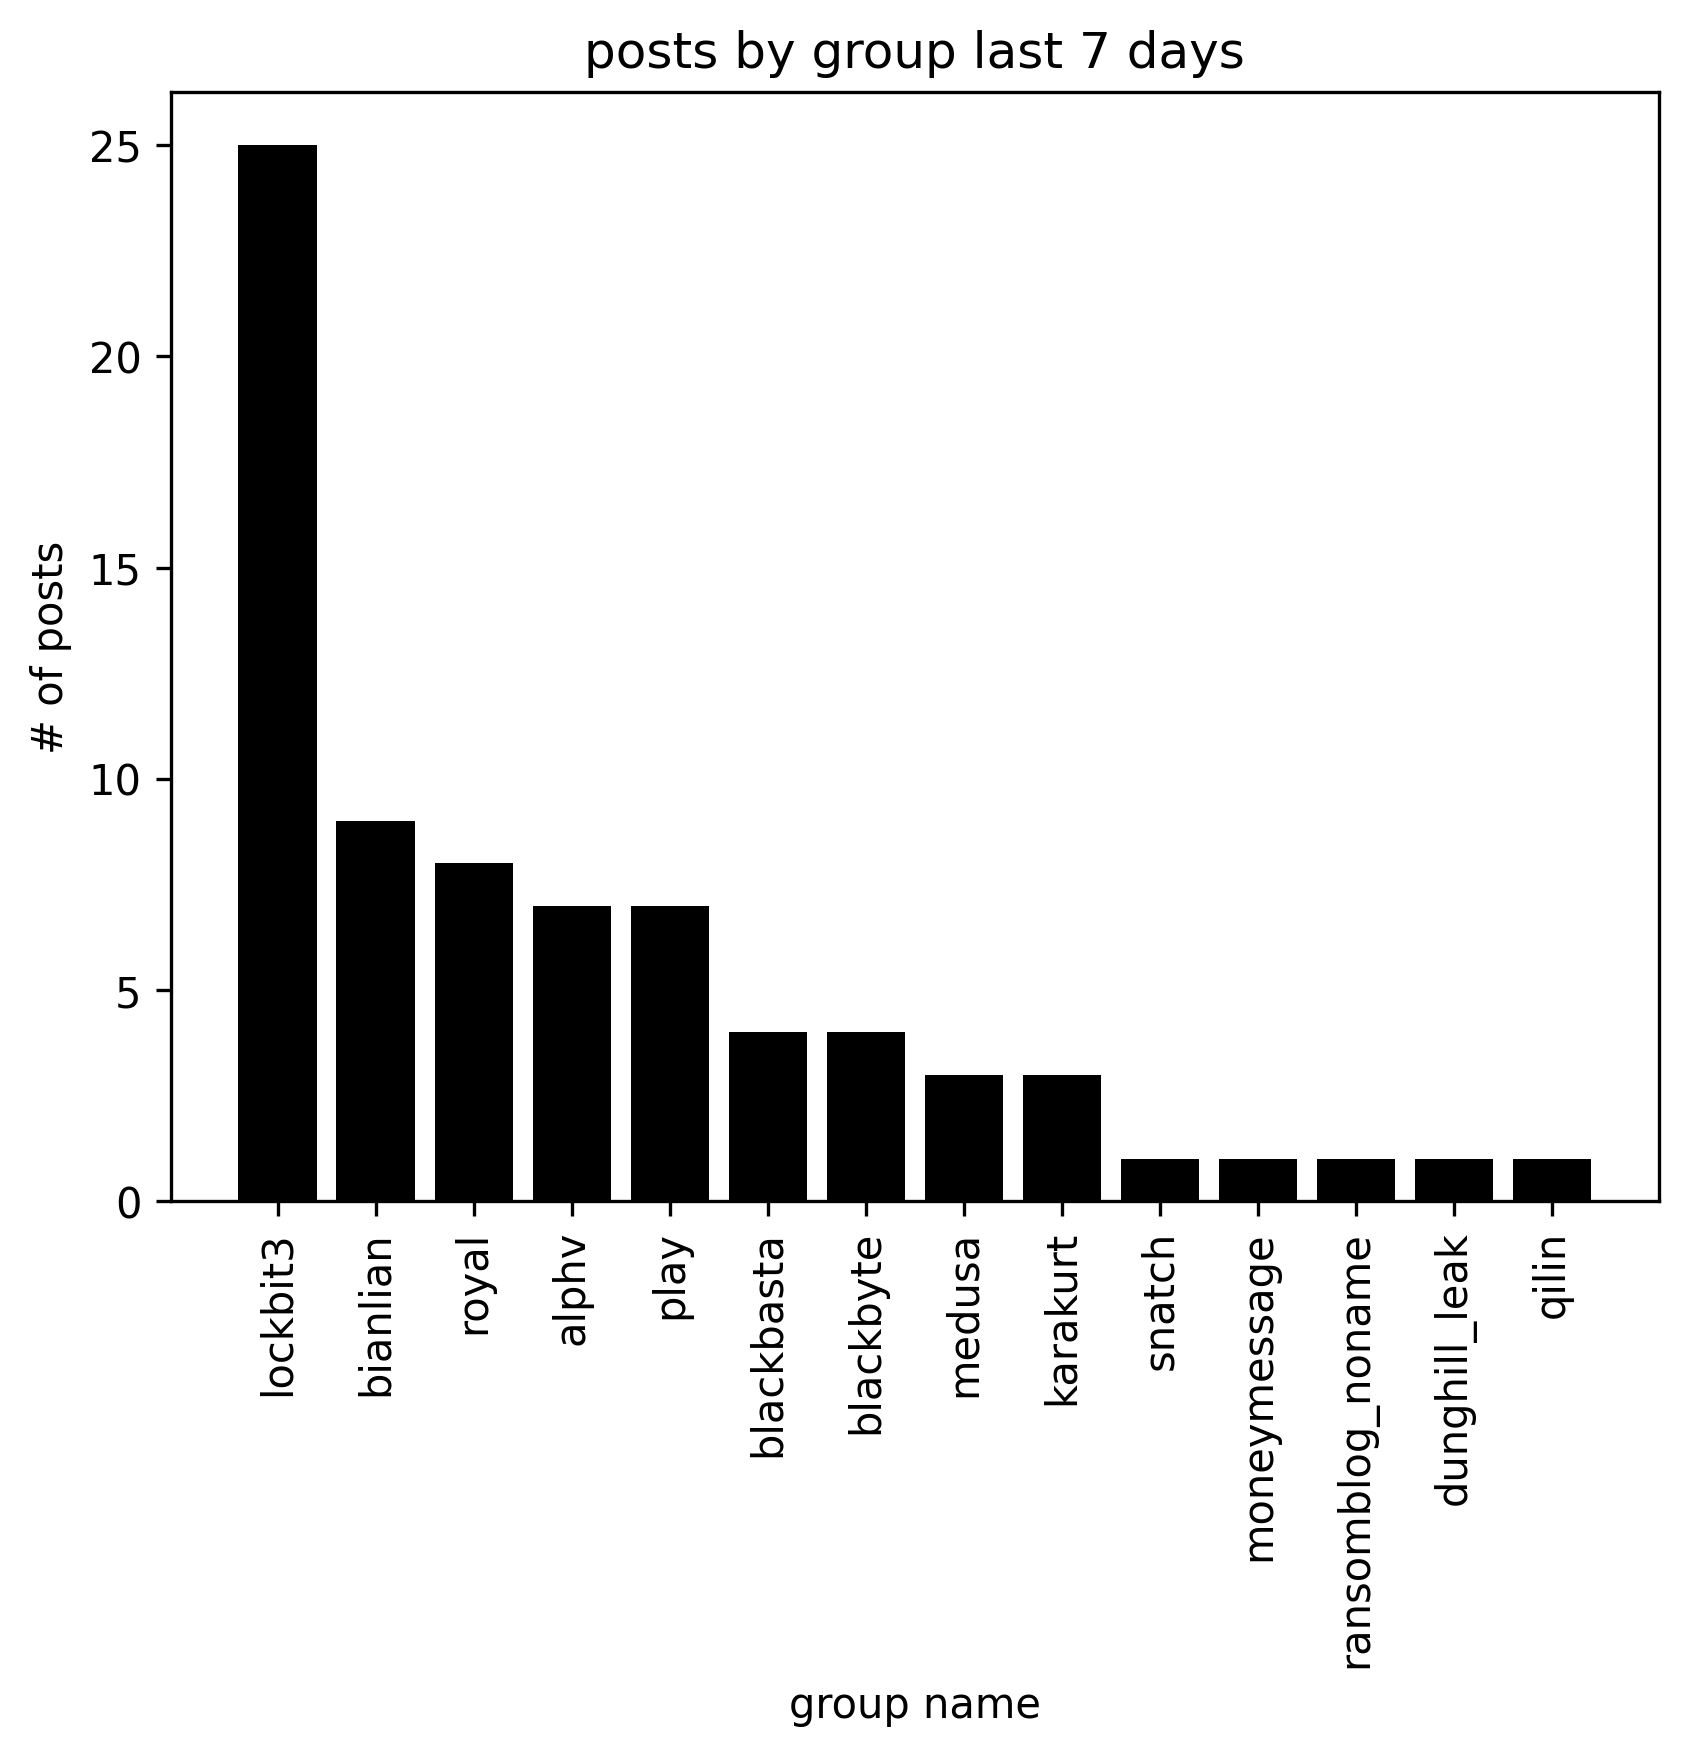 posts by group last 7 days
25
20
15
10
5
0
# of posts
lockbit3
bianlian
royal
alphv
play
blackbasta
blackbyte
medusa
karakurt
snatch
moneymessage
ransomblog_noname
dunghill_leak
qilin
group name